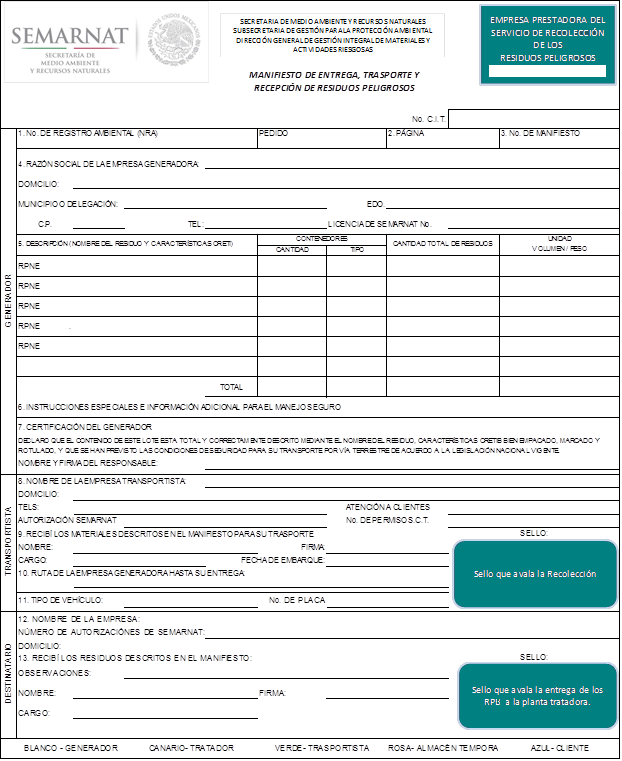 SEMARNAT
SECRETARÍA DE
MEDIO AMBIENTE
Y RECURSOS NATURALES
ESTADOS UNIDOS MEXICANOS
SECRETARIA DE MEDIO AMBIENTE Y RECURSOS NATURALES
SUBSECRETARIA DE GESTIÓN PARA LA PROTECCIÓN AMBIENTAL
DIRECCIÓN GENERAL DE GESTIÓN INTEGRAL DE MATERIALES Y
ACTIVIDADES RIESGOSAS
MANIFIESTO DE ENTREGA, TRASPORTE Y
RECEPCIÓN DE RESIDUOS PELIGROSOS
EMPRESA PRESTADORA DEL
SERVICIO DE RECOLECCIÓN
DE LOS
RESIDUOS PELIGROSOS
No. C.I.T.
1. No. DE REGISTRO AMBIENTAL (NRA) PEDIDO 2. PÁGINA 3. No. DE MANIFIESTO
GENERADOR
4. RAZÓN SOCIAL DE LA EMPRESA GENERADORA:
DOMICILIO:
MUNICIPIO O DELEGACIÓN: EDO.
C.P. TEL: LICENCIA DE SEMARNAT No.
5. DESCRIPCIÓN (NOMBRE DEL RESIDUO Y CARACTERÍSTICAS CRETI) CONTENEDORES CANTIDAD TOTAL DE RESIDUOS UNIDAD
CANTIDAD TIPO VOLUMEN / PESO
RPNE
RPNE
RPNE
RPNE .
RPNE
TOTAL
6. INSTRUCCIONES ESPECIALES E INFORMACIÓN ADICIONAL PARA EL MANEJO SEGURO
7. CERTIFICACIÓN DEL GENERADOR
DECLARO QUE EL CONTENIDO DE ESTE LOTE ESTA TOTAL Y CORRECTAMENTE DESCRITO MEDIANTE EL NOMBRE DEL RESIDUO, CARACTERÍSTICAS CRETIB BIEN EMPACADO, MARCADO Y
ROTULADO, Y QUE SE HAN PREVISTO LAS CONDICIONES DE SEGURIDAD PARA SU TRANSPORTE POR VÍA TERRESTRE DE ACUERDO A LA LEGISLACIÓN NACIONAL VIGENTE.
NOMBRE Y FIRMA DEL RESPONSABLE:
TRANSPORTISTA
8. NOMBRE DE LA EMPRESA TRANSPORTISTA:
DOMICILIO:
TELS: ATENCIÓN A CLIENTES
AUTORIZACIÓN SEMARNAT No. DE PERMISO S.C.T.
9. RECIBÍ LOS MATERIALES DESCRITOS EN EL MANIFIESTO PARA SU TRASPORTE SELLO:
NOMBRE: FIRMA:
CARGO: FECHA DE EMBARQUE:
10. RUTA DE LA EMPRESA GENERADORA HASTA SU ENTREGA:
Sello que avala la Recolección
11. TIPO DE VEHÍCULO: No. DE PLACA
DESTINATARIO
12. NOMBRE DE LA EMPRESA:
NÚMERO DE AUTORIZACIÓNES DE SEMARNAT:
DOMICILIO:
13. RECIBÍ LOS RESIDUOS DESCRITOS EN EL MANIFIESTO: SELLO:
OBSERVACIONES:
NOMBRE: FIRMA:
CARGO:
Sello que avala la entrega de los
a la planta tratadora.
BLANCO - GENERADOR CANARIO- TRATADOR VERDE- TRASPORTISTA ROSA- ALMACÉN TEMPORA AZUL- CLIENTE